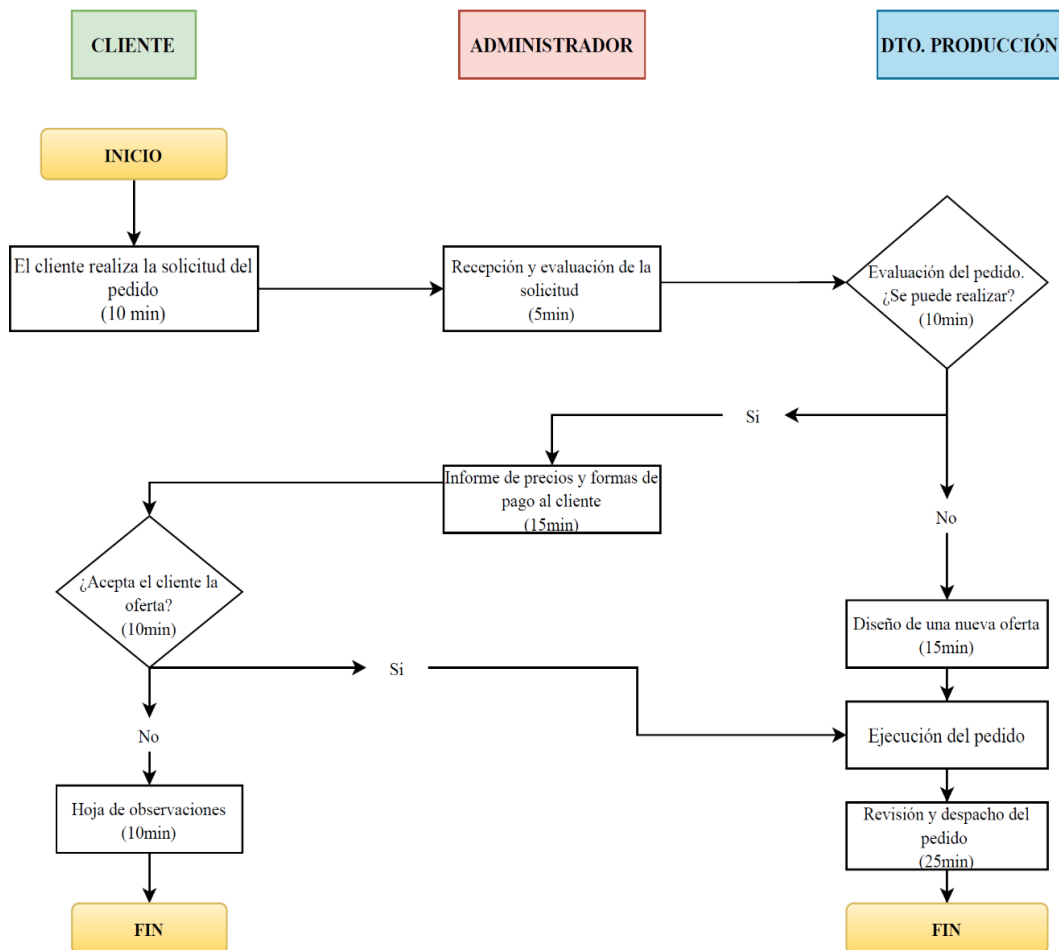 CLIENTE
ADMINISTRADOR
DTO. PRODUCCIÓN
INICIO
El cliente realiza la solicitud del
pedido
(10 min)
Recepción y evaluación de la
solicitud
(5min)
Evaluación del pedido.
¿Se puede realizar?
(10min)
Si
Informe de precios y formas de
pago al cliente
(15min)
No
¿Acepta el cliente la
oferta?
(10min)
Diseño de una nueva oferta
(15min)
Si
No
Ejecución del pedido
Hoja de observaciones
(10min)
Revisión y despacho del
pedido
(25min)
FIN
FIN